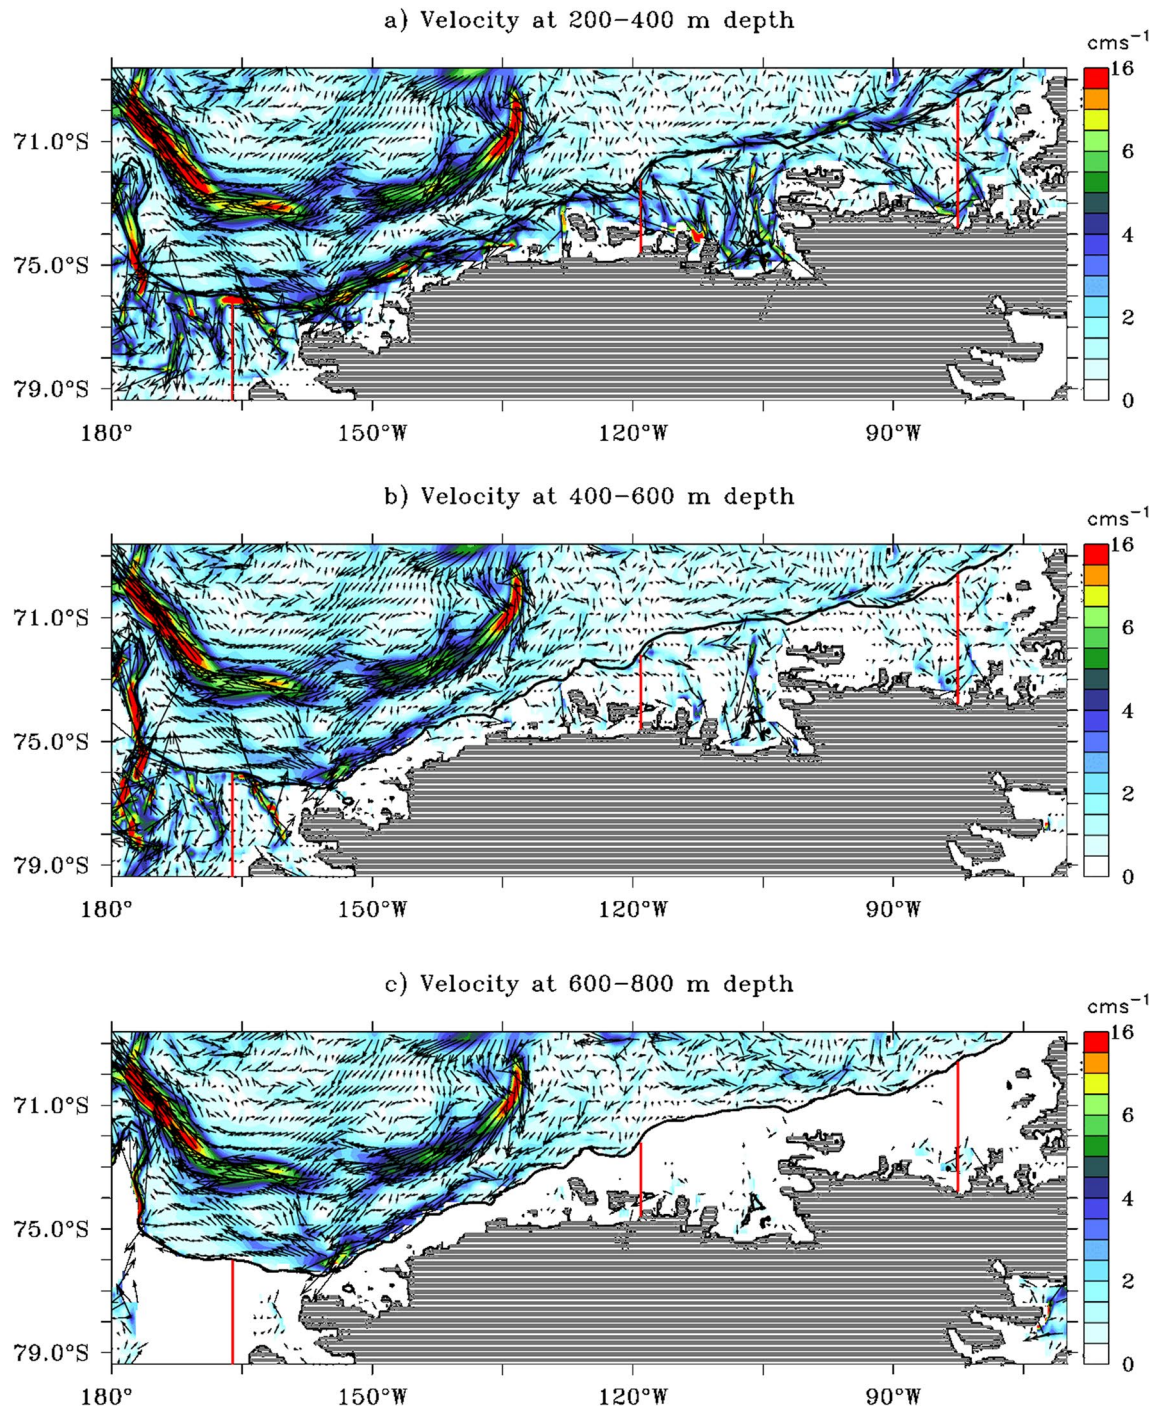 a) Velocity at 200-400 m depth
cms⁻¹
16
6
4
2
0
71.0°S
75.0°S
79.0°S
180° 150°W 120°W 90°W
b) Velocity at 400-600 m depth
cms⁻¹
16
6
4
2
0
71.0°S
75.0°S
79.0°S
180° 150°W 120°W 90°W
c) Velocity at 600-800 m depth
cms⁻¹
16
6
4
2
0
71.0°S
75.0°S
79.0°S
180° 150°W 120°W 90°W